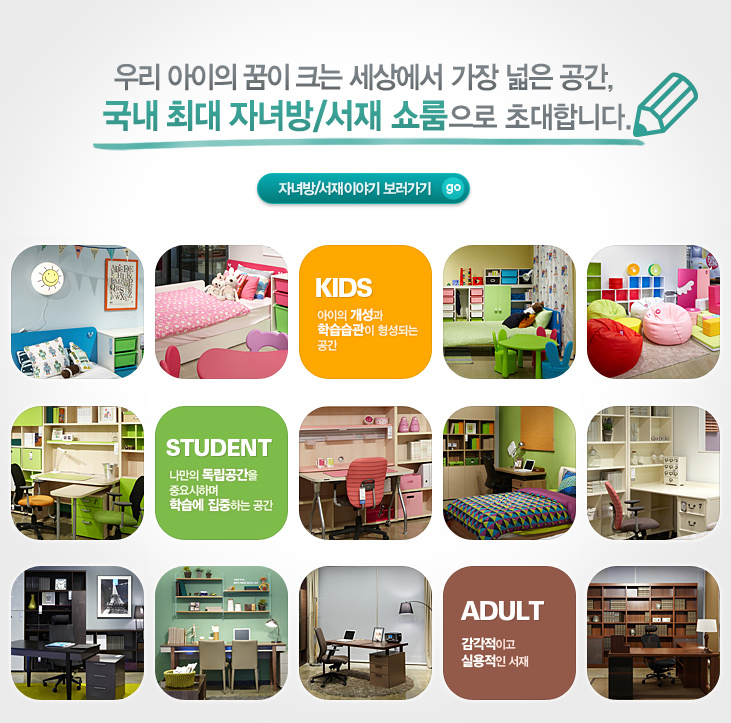 우리 아이의 꿈이 크는 세상에서 가장 넓은 공간,
국내 최대 자녀방/서재 쇼룸으로 초대합니다.
자녀방/서재이야기 보러가기 go
KIDS
아이의 개성과
학습습관이 형성되는
공간
STUDENT
나만의 독립공간을
중요시하며
학습에 집중하는 공간
ADULT
감각적이고
실용적인 서재